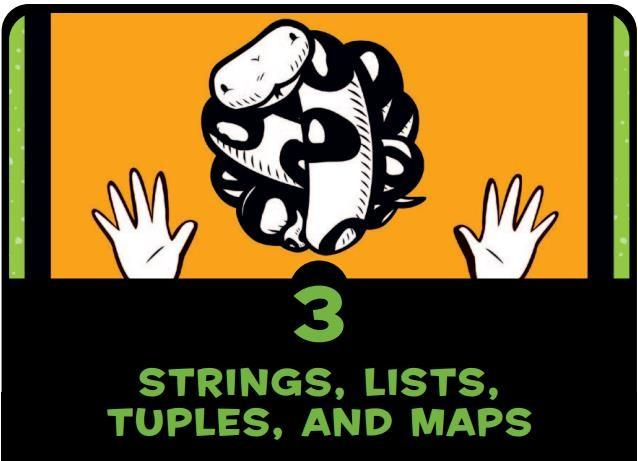 3
STRINGS, LISTS,
TUPLES, AND MAPS